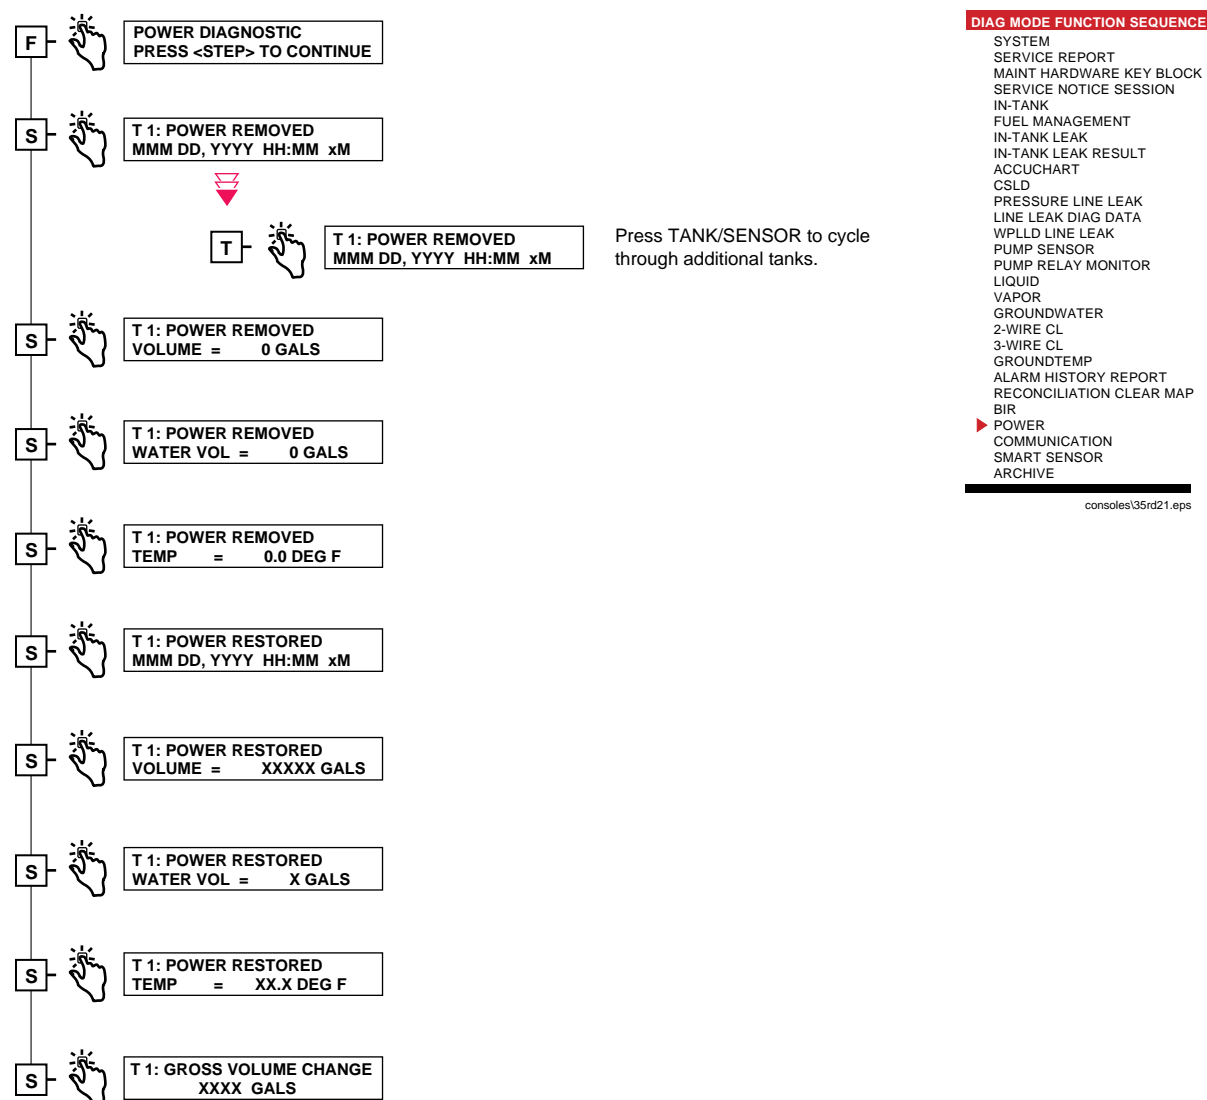 F
POWER DIAGNOSTIC
PRESS <STEP> TO CONTINUE
S
T 1: POWER REMOVED
MMM DD, YYYY HH:MM xM
T
T 1: POWER REMOVED
MMM DD, YYYY HH:MM xM
Press TANK/SENSOR to cycle
through additional tanks.
S
T 1: POWER REMOVED
VOLUME = 0 GALS
S
T 1: POWER REMOVED
WATER VOL = 0 GALS
S
T 1: POWER REMOVED
TEMP = 0.0 DEG F
S
T 1: POWER RESTORED
MMM DD, YYYY HH:MM xM
S
T 1: POWER RESTORED
VOLUME = XXXXX GALS
S
T 1: POWER RESTORED
WATER VOL = X GALS
S
T 1: POWER RESTORED
TEMP = XX.X DEG F
S
T 1: GROSS VOLUME CHANGE
XXXX GALS
DIAG MODE FUNCTION SEQUENCE
SYSTEM
SERVICE REPORT
MAINT HARDWARE KEY BLOCK
SERVICE NOTICE SESSION
IN-TANK
FUEL MANAGEMENT
IN-TANK LEAK
IN-TANK LEAK RESULT
ACCUCHART
CSLD
PRESSURE LINE LEAK
LINE LEAK DIAG DATA
WPLLD LINE LEAK
PUMP SENSOR
PUMP RELAY MONITOR
LIQUID
VAPOR
GROUNDWATER
2-WIRE CL
3-WIRE CL
GROUNDTEMP
ALARM HISTORY REPORT
RECONCILIATION CLEAR MAP
BIR
POWER
COMMUNICATION
SMART SENSOR
ARCHIVE
consoles\35rd21.eps